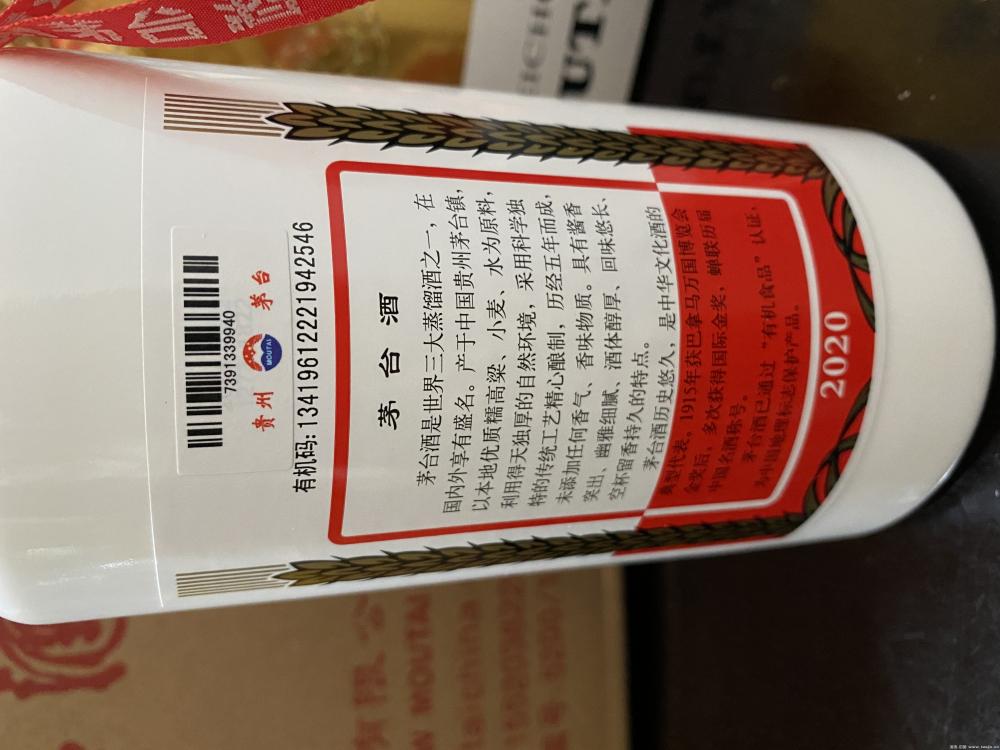 7391339940
贵州 茅台
MOUTAI
有机码:134196122221942546
茅台酒
茅台酒是世界三大蒸馏酒之一，在
国内外享有盛名。产于中国贵州茅台镇，
以本地优质糯高粱、小麦、水为原料，
利用得天独厚的自然环境，采用科学独
特的传统工艺精心酿制，历经五年而成，
未添加任何香气、香味物质。具有酱香
突出、幽雅细腻、酒体醇厚、回味悠长、
空杯留香持久的特点。
茅台酒历史悠久，是中华文化酒的
典型代表。1915年获巴拿马万国博览会
金奖后，多次获得国际金奖，蝉联历届
中国名酒称号。
茅台酒已通过“有机食品”认证，
为中国地理标志保护产品。
2020
EICHO
UTA
有限公
MOUTAI
china